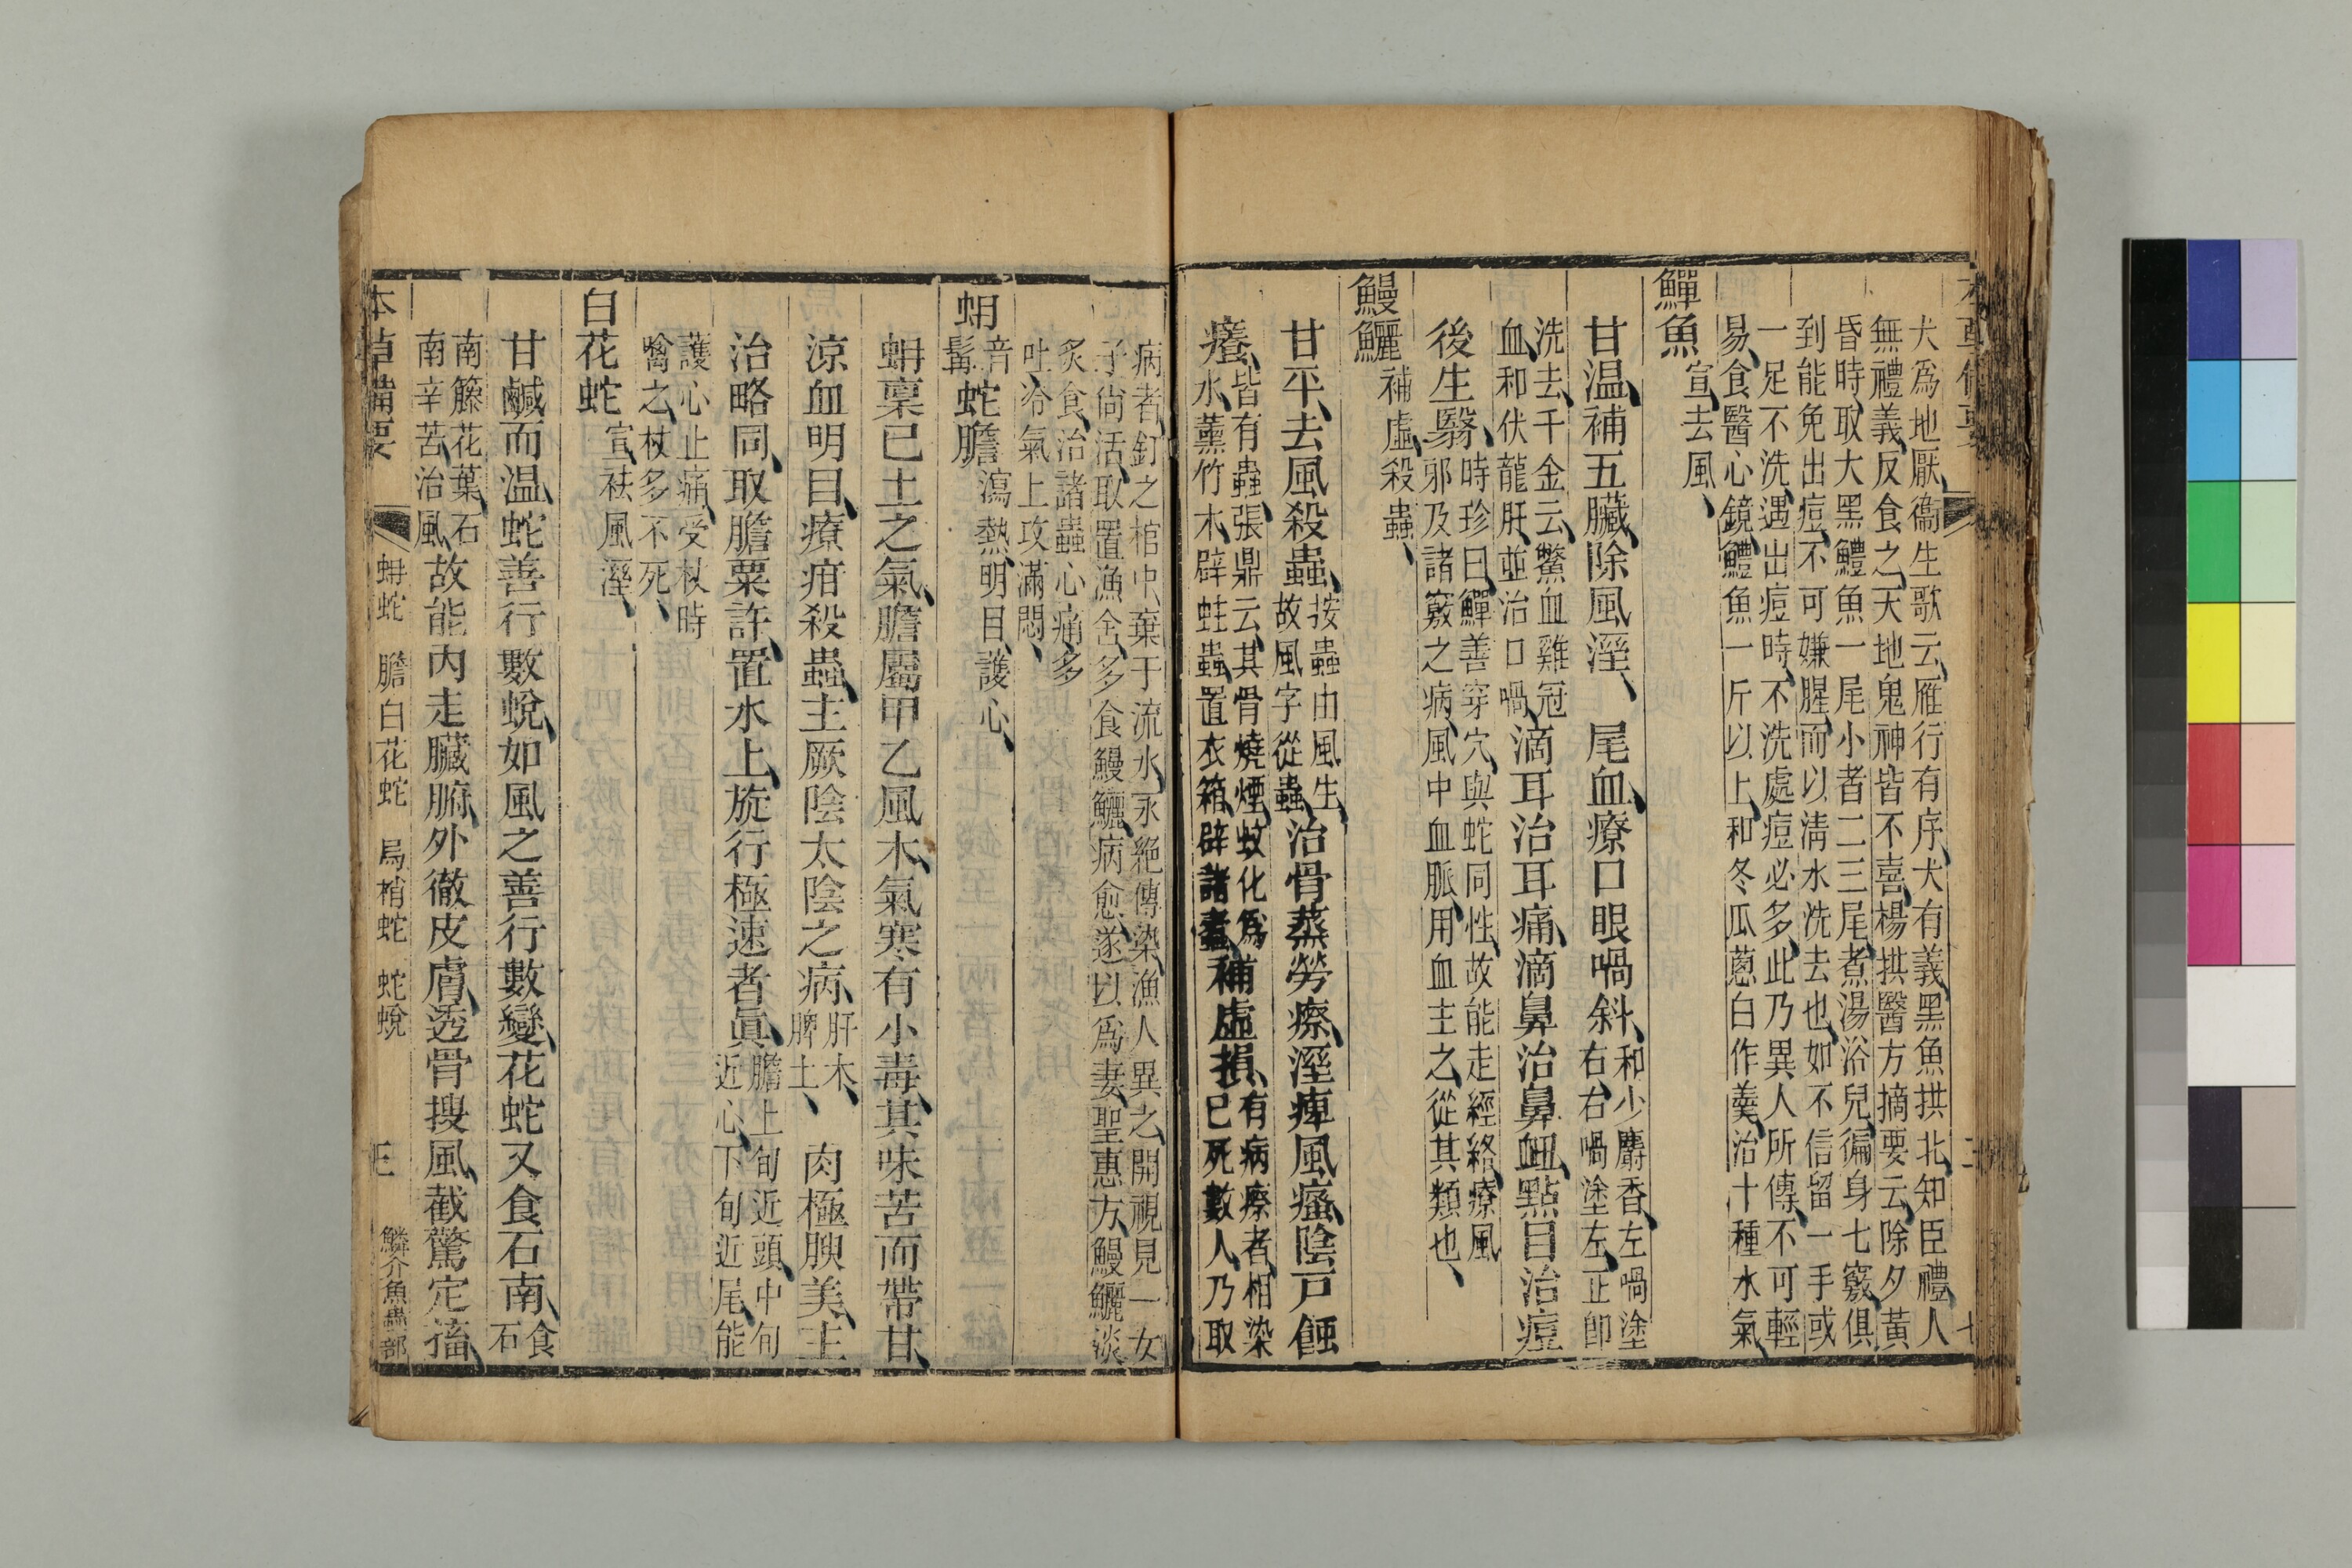 犬爲地厭衞生歌云雁行有序犬有義黑魚拱北知臣禮人
無禮義反食之天地鬼神皆不喜楊拱醫方摘要云除夕黃
昏時取大黑鱧魚一尾小者二三尾煮湯浴兒徧身七竅俱
到能免出痘不可嫌腥而以淸水洗去也如不信留一手或
一足不洗遇出痘時不洗處痘必多此乃異人所傳不可輕
易食醫心鏡鱧魚一斤以上和冬瓜蔥白作羹治十種水氣
鱓魚宣去風
甘温補五臟除風溼尾血療口眼喎斜和少麝香左喎塗
右右喎塗左正卽
洗去千金云鱉血雞冠
血和伏龍肝並治口喎滴耳治耳痛滴鼻治鼻衄點目治痘
後生翳時珍曰鱓善穿穴與蛇同性故能走經絡療風
邪及諸竅之病風中血脈用血主之從其類也
鰻鱺補虛殺蟲
甘平去風殺蟲按蟲由風生
故風字從蟲治骨蒸勞瘵溼痺風瘙陰戸蝕
癢皆有蟲張鼎云其骨燒煙蚊化爲
水薰竹木辟蛀蟲置衣箱辟諸蠹補虛損有病瘵者相染
已死數人乃取
病者釘之棺中棄于流水永絕傳染漁人異之開視見一女
子尙活取置漁舍多食鰻鱺病愈遂以爲妻聖惠方鰻鱺淡
炙食治諸蟲心痛多
吐冷氣上攻滿悶
蚺音
髯蛇膽瀉熱明目護心
蚺稟己土之氣膽屬甲乙風木氣寒有小毒其味苦而帶甘
涼血明目療疳殺蟲主厥陰太陰之病肝木
脾土肉極腴美主
治略同取膽粟許置水上旋行極速者眞膽上旬近頭中旬
近心下旬近尾能
護心止痛受杖時
噙之杖多不死
白花蛇宣祛風溼
甘鹹而温蛇善行數蛻如風之善行數變花蛇又食石南食
石
南籐花葉石
南辛苦治風故能內走臟腑外徹皮膚透骨搜風截驚定搐
本草備要 蚺蛇 膽 白花蛇 烏梢蛇 蛇蛻 鱗介魚蟲部